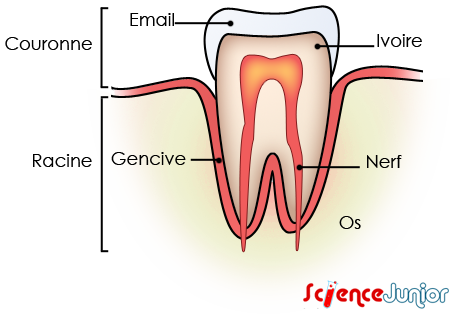 Email
Couronne
Ivoire
Racine
Gencive
Nerf
Os
ScienceJunior